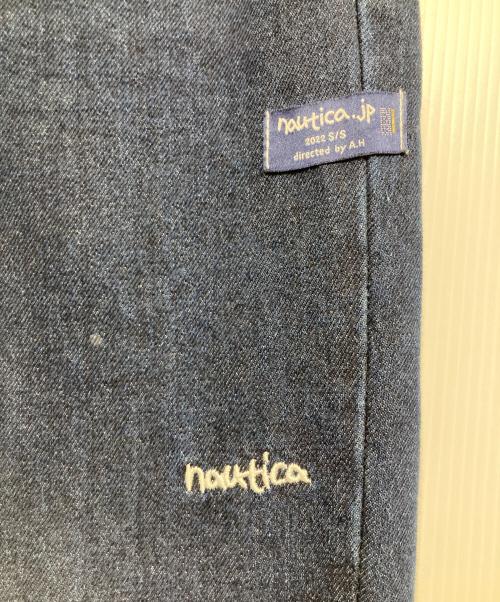 nautica.jp
2022 S/S
directed by A.H
nautica